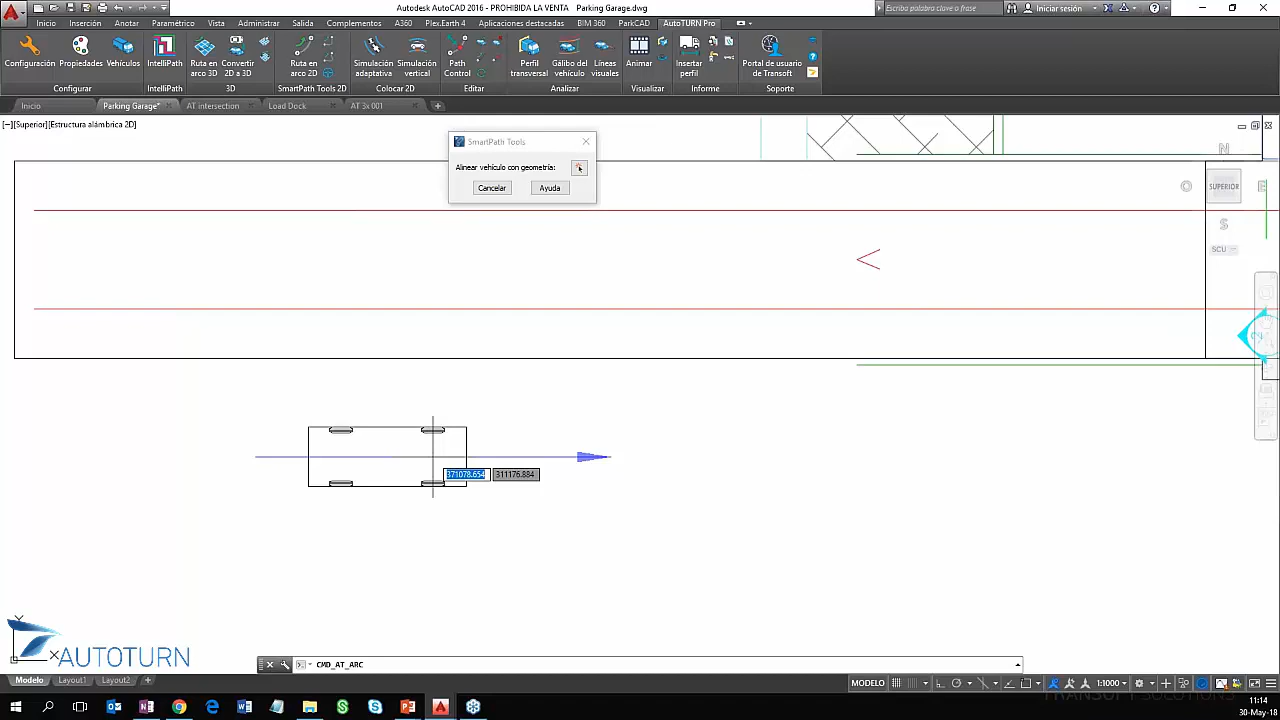 Autodesk AutoCAD 2016 - PROHIBIDA LA VENTA Parking Garage.dwg
Escriba palabra clave o frase
Iniciar sesión
Inicio Inserción Anotar Paramétrico Vista Administrar Salida Complementos A360 Plex.Earth 4 Aplicaciones destacadas BIM 360 ParkCAD AutoTURN Pro
Configuración Propiedades Vehículos IntelliPath Ruta en arco 3D Convertir 2D a 3D Ruta en arco 2D Simulación adaptativa Simulación vertical Path Control Perfil transversal Gálibo del vehículo Líneas visuales Animar Insertar perfil Portal de usuario de Transoft
Configurar 3D SmartPath Tools 2D Colocar 2D Editar Analizar Visualizar Informe Soporte
Inicio Parking Garage* AT intersection Load Dock AT 3x 001
[−][Superior][Estructura alámbrica 2D]
SmartPath Tools
Alinear vehículo con geometría:
Cancelar Ayuda
N
O SUPERIOR E
S
SCU
2
371078.654 311176.884
Y
X
AUTOTURN
CMD_AT_ARC
Modelo Layout1 Layout2
MODELO 1:1000
TRANSOFT SOLUTIONS
11:14
30-May-18